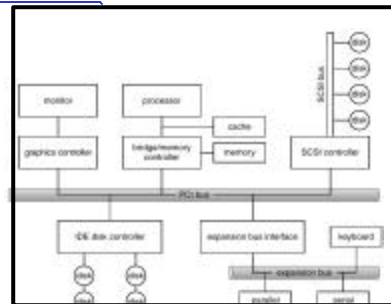 disk
SCSI bus
disk
disk
disk
monitor
processor
cache
graphics controller
bridge/memory
controller
memory
SCSI controller
PCI bus
IDE disk controller
expansion bus interface
keyboard
disk
disk
expansion bus
disk
disk
parallel
serial